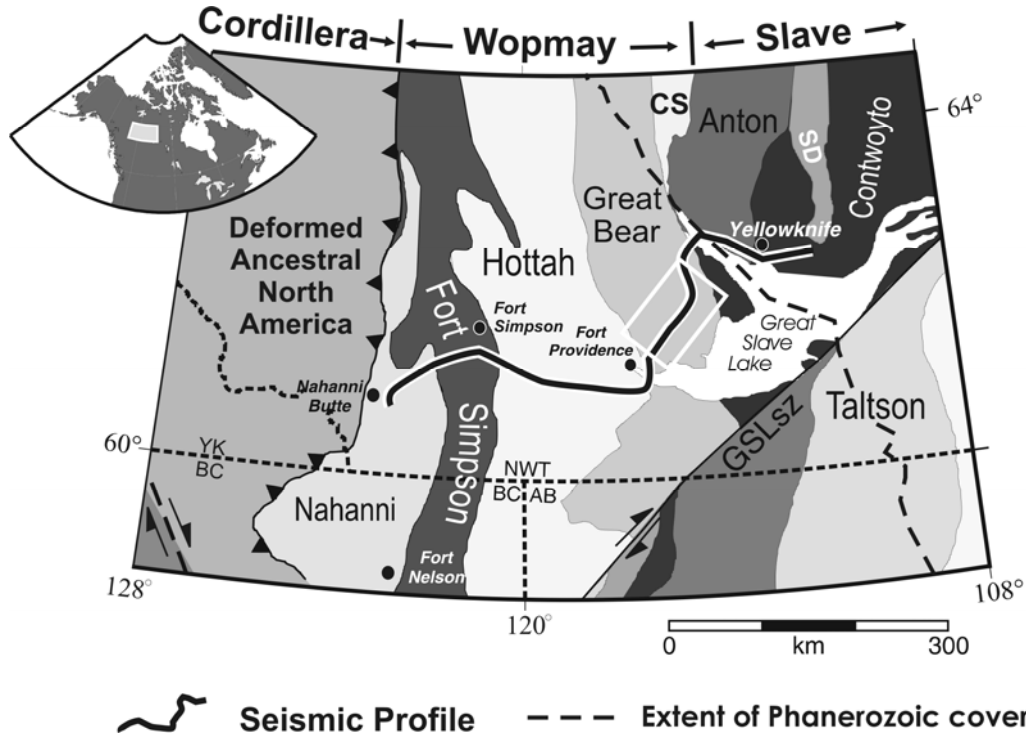 Cordillera
Wopmay
Slave
64°
CS
Anton
SD
Contwoyto
Great
Bear
Yellowknife
Deformed
Ancestral
North
America
Hottah
Fort
Simpson
Fort
Simpson
Fort
Providence
Great
Slave
Lake
Nahanni
Butte
Taltson
GSLsz
60°
YK
BC
NWT
BC
AB
Nahanni
Fort
Nelson
128°
120°
108°
km
0
300
Seismic Profile
Extent of Phanerozoic cover